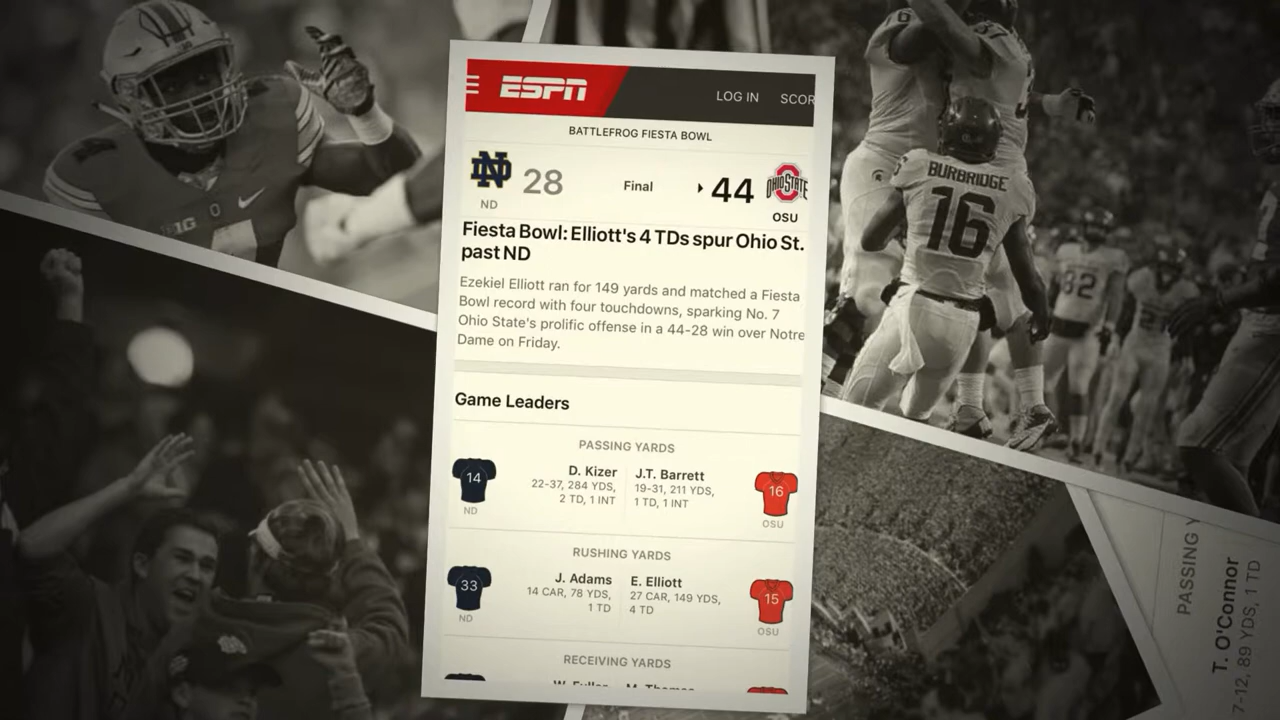 ESPN
LOG IN
SCOR
BATTLEFROG FIESTA BOWL
ND
28
Final
44
OHIO STATE
ND
OSU
Fiesta Bowl: Elliott's 4 TDs spur Ohio St.
past ND
Ezekiel Elliott ran for 149 yards and matched a Fiesta
Bowl record with four touchdowns, sparking No. 7
Ohio State's prolific offense in a 44-28 win over Notre
Dame on Friday.
Game Leaders
PASSING YARDS
14
ND
D. Kizer
22-37, 284 YDS,
2 TD, 1 INT
J.T. Barrett
19-31, 211 YDS,
1 TD, 1 INT
16
OSU
RUSHING YARDS
33
ND
J. Adams
14 CAR, 78 YDS,
1 TD
E. Elliott
27 CAR, 149 YDS,
4 TD
15
OSU
RECEIVING YARDS
BURBRIDGE
16
82
B1G
PASSING Y
T. O'Connor
7-12, 89 YDS, 1 TD